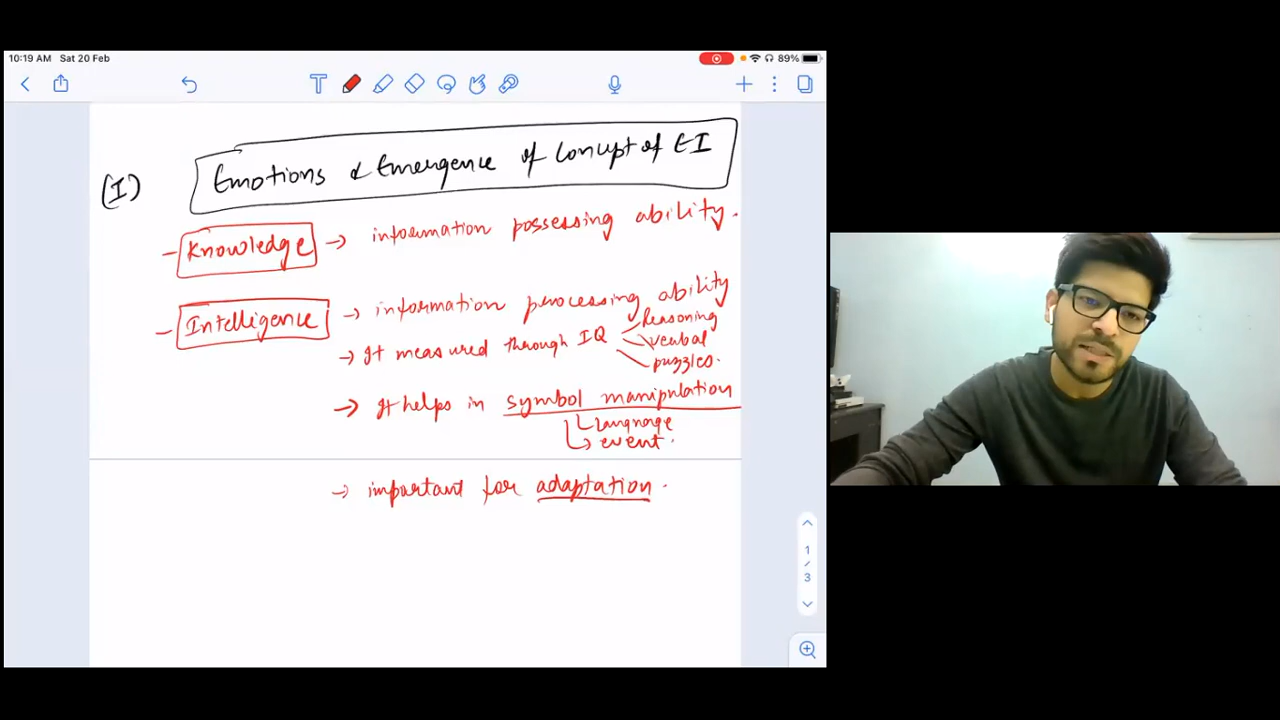 10:19 AM Sat 20 Feb
89%
T
(I) Emotions & Emergence of Concept of EI
- Knowledge → information possessing ability.
- Intelligence → information processing ability
→ It measured through IQ
Reasoning
verbal
puzzles.
→ It helps in symbol manipulation
language
→ event.
→ important for adaptation.
1
/
3